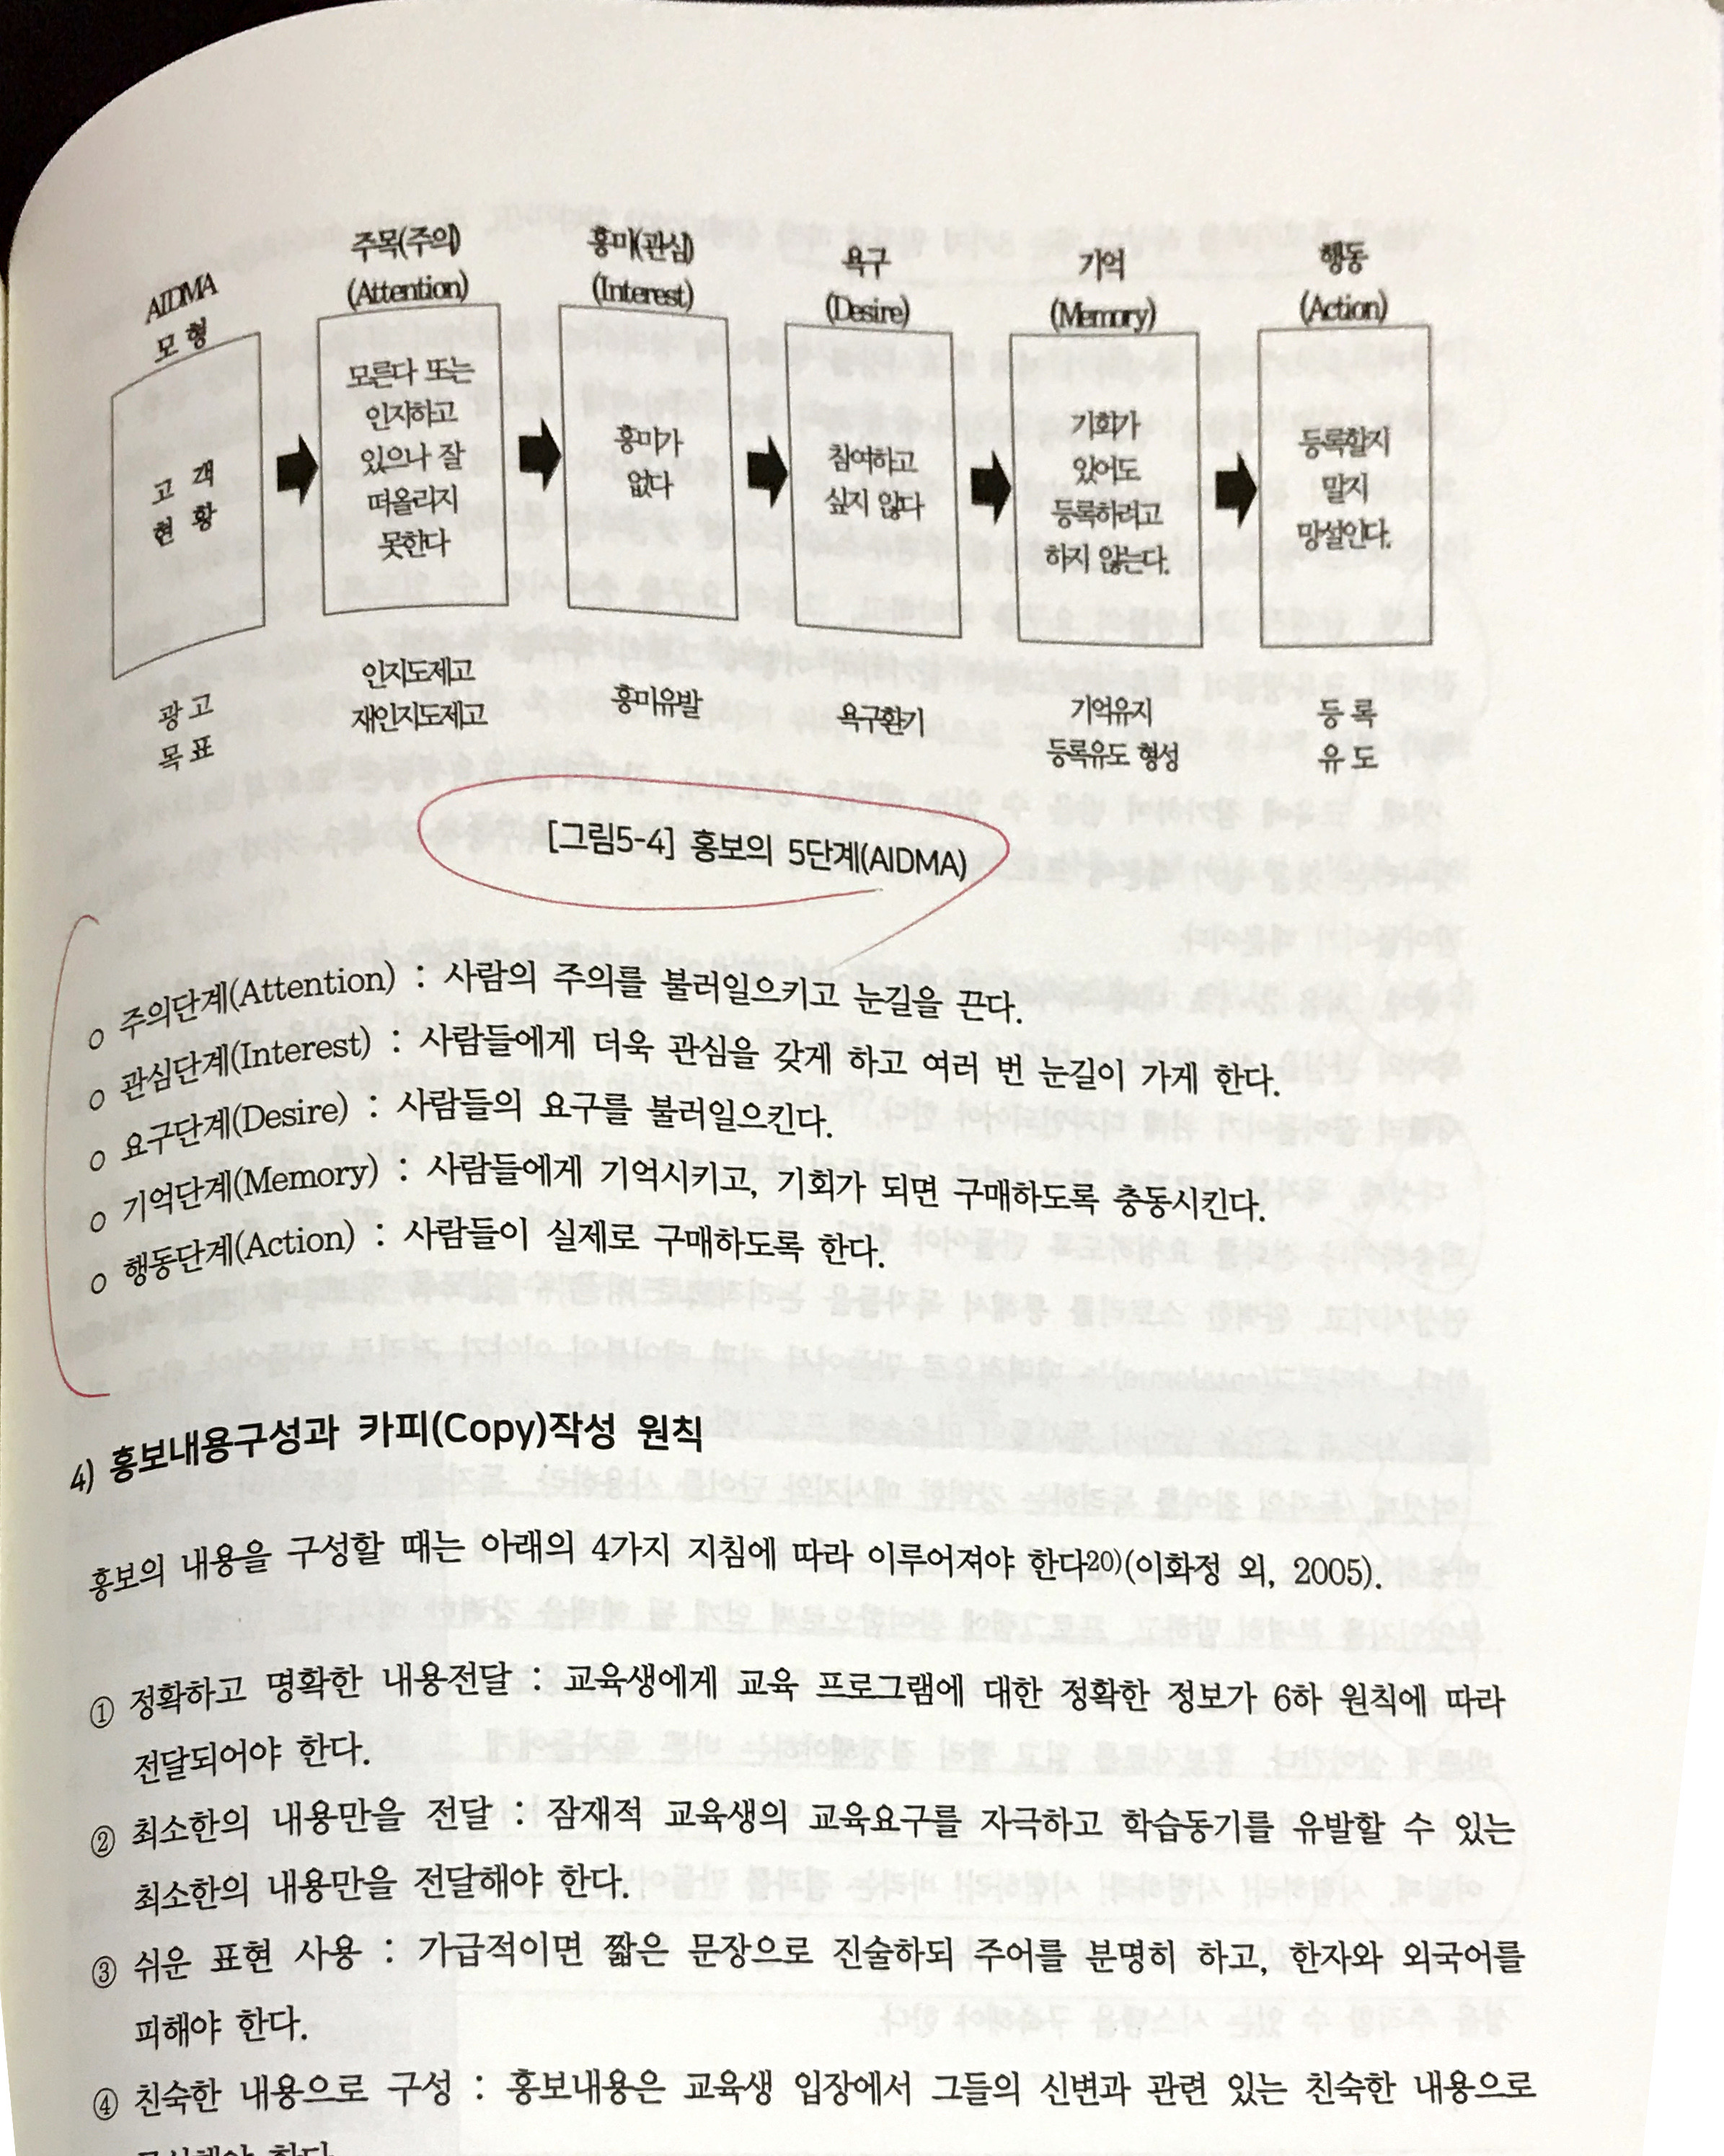 AIDMA
모 형
주목(주의)
(Attention)
흥미(관심)
(Interest)
욕구
(Desire)
기억
(Memory)
행동
(Action)
고 객
현 황
모른다 또는
인지하고
있으나 잘
떠올리지
못한다
흥미가
없다
참여하고
싶지 않다
기회가
있어도
등록하려고
하지 않는다.
등록할지
말지
망설인다.
광 고
목 표
인지도제고
재인지도제고
흥미유발
욕구환기
기억유지
등록유도 형성
등 록
유 도
[그림5-4] 홍보의 5단계(AIDMA)
○ 주의단계(Attention) : 사람의 주의를 불러일으키고 눈길을 끈다.
○ 관심단계(Interest) : 사람들에게 더욱 관심을 갖게 하고 여러 번 눈길이 가게 한다.
○ 요구단계(Desire) : 사람들의 요구를 불러일으킨다.
○ 기억단계(Memory) : 사람들에게 기억시키고, 기회가 되면 구매하도록 충동시킨다.
○ 행동단계(Action) : 사람들이 실제로 구매하도록 한다.
4) 홍보내용구성과 카피(Copy)작성 원칙
홍보의 내용을 구성할 때는 아래의 4가지 지침에 따라 이루어져야 한다20)(이화정 외, 2005).
① 정확하고 명확한 내용전달 : 교육생에게 교육 프로그램에 대한 정확한 정보가 6하 원칙에 따라
전달되어야 한다.
② 최소한의 내용만을 전달 : 잠재적 교육생의 교육요구를 자극하고 학습동기를 유발할 수 있는
최소한의 내용만을 전달해야 한다.
③ 쉬운 표현 사용 : 가급적이면 짧은 문장으로 진술하되 주어를 분명히 하고, 한자와 외국어를
피해야 한다.
④ 친숙한 내용으로 구성 : 홍보내용은 교육생 입장에서 그들의 신변과 관련 있는 친숙한 내용으로